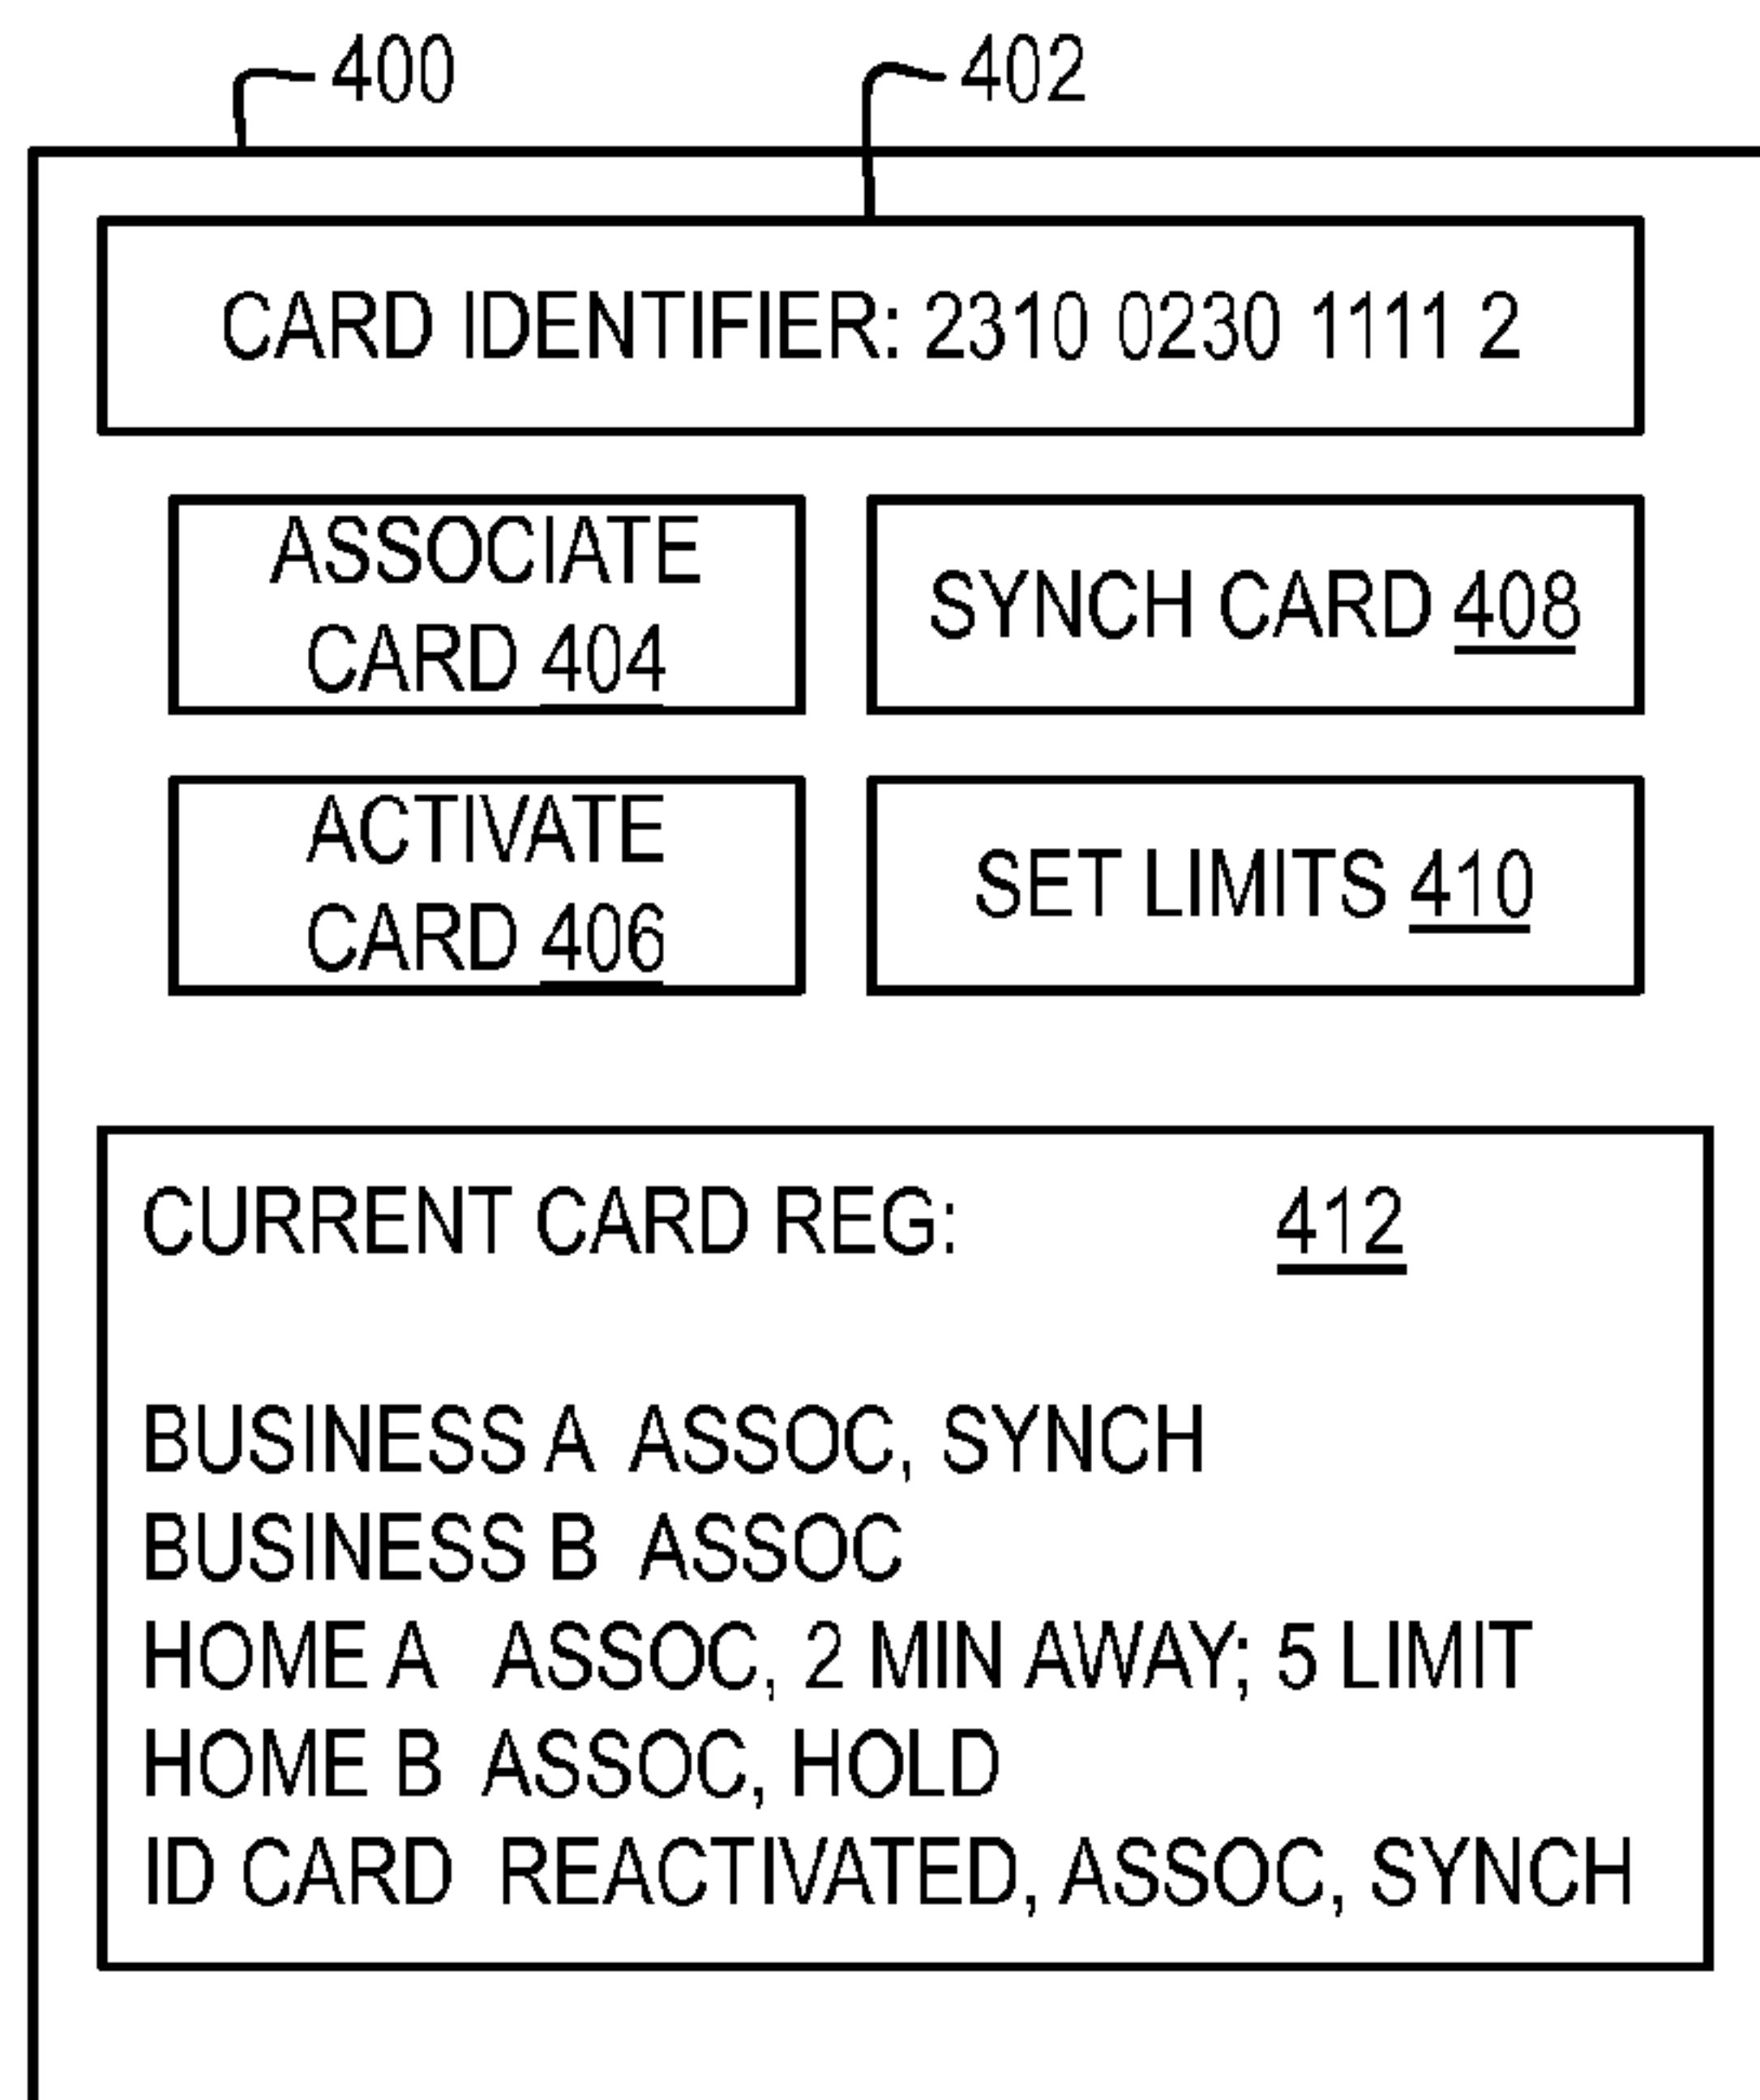 400
402
CARD IDENTIFIER: 2310 0230 1111 2
ASSOCIATE
CARD 404
SYNCH CARD 408
ACTIVATE
CARD 406
SET LIMITS 410
CURRENT CARD REG: 412
BUSINESS A ASSOC, SYNCH
BUSINESS B ASSOC
HOME A ASSOC, 2 MIN AWAY; 5 LIMIT
HOME B ASSOC, HOLD
ID CARD REACTIVATED, ASSOC, SYNCH